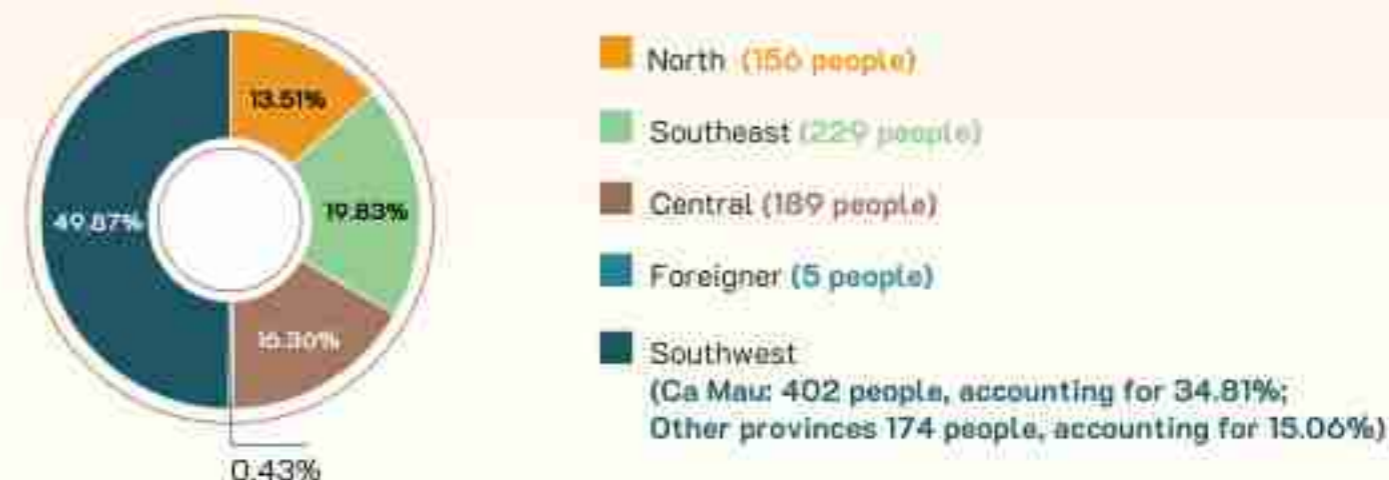 13.51%
19.83%
49.87%
16.36%
0.43%
North (156 people)
Southeast (229 people)
Central (189 people)
Foreigner (5 people)
Southwest
(Ca Mau: 402 people, accounting for 34.81%;
Other provinces 174 people, accounting for 15.06%)